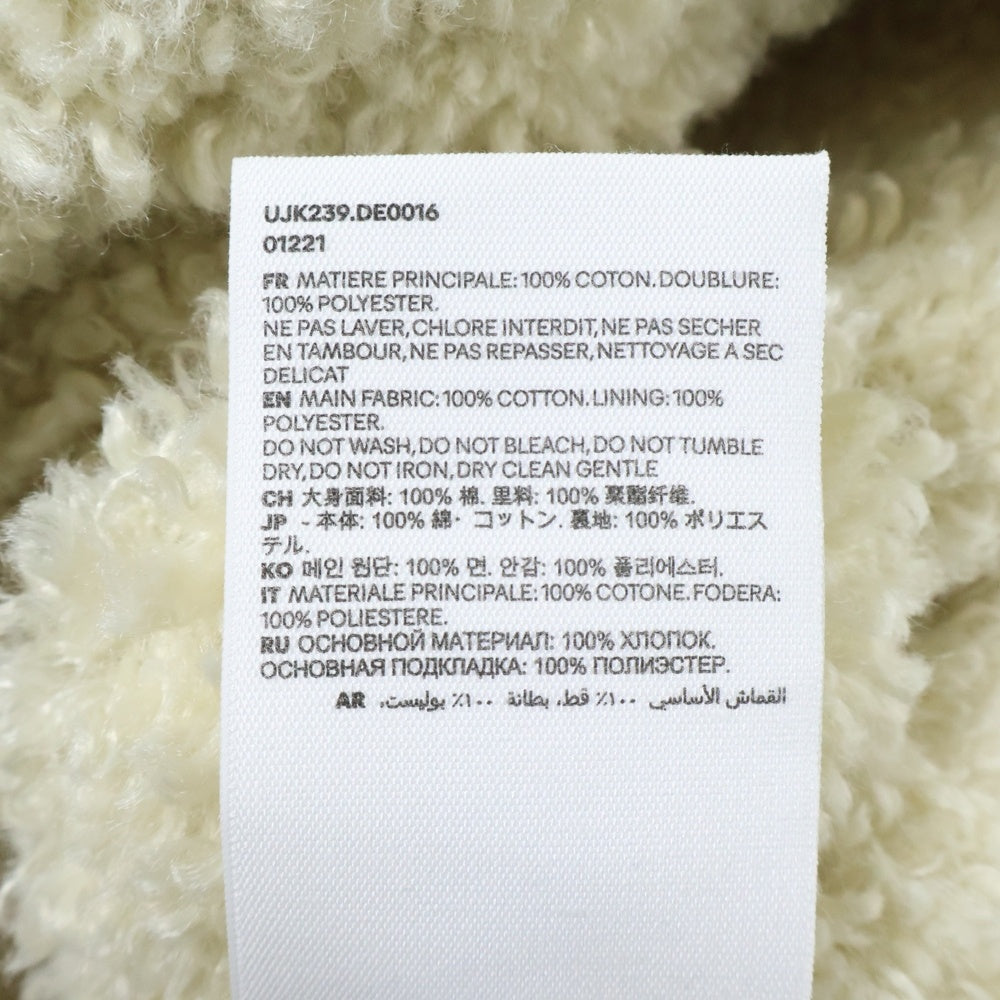 UJK239.DE0016
01221
FR MATIERE PRINCIPALE: 100% COTON. DOUBLURE:
100% POLYESTER.
NE PAS LAVER, CHLORE INTERDIT, NE PAS SECHER
EN TAMBOUR, NE PAS REPASSER, NETTOYAGE A SEC
DELICAT
EN MAIN FABRIC: 100% COTTON. LINING: 100%
POLYESTER.
DO NOT WASH, DO NOT BLEACH, DO NOT TUMBLE
DRY, DO NOT IRON, DRY CLEAN GENTLE
CH 大身面料: 100% 棉. 里料: 100% 聚酯纤维.
JP - 本体: 100% 綿· コットン. 裏地: 100% ポリエス
テル.
KO 메인 원단: 100% 면. 안감: 100% 폴리에스터.
IT MATERIALE PRINCIPALE: 100% COTONE. FODERA:
100% POLIESTERE.
RU ОСНОВНОЙ МАТЕРИАЛ: 100% ХЛОПОК.
ОСНОВНАЯ ПОДКЛАДКА: 100% ПОЛИЭСТЕР.
القماش الأساسي ١٠٠٪ قط، بطانة ١٠٠٪ بوليست، AR